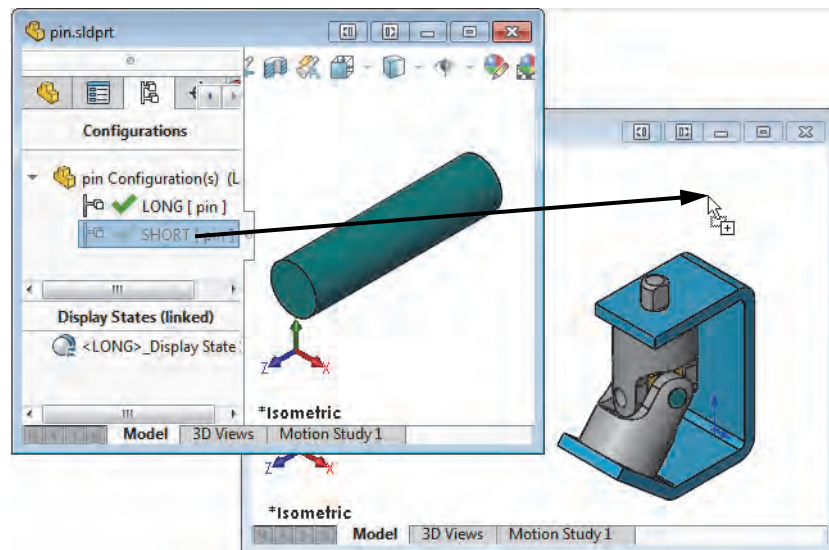 pin.sldprt
Configurations
pin Configuration(s) (L
LONG [ pin ]
SHORT [ pin ]
Display States (linked)
<LONG>_Display State
Z X
*Isometric
Model 3D Views Motion Study 1
Z X
*Isometric
Model 3D Views Motion Study 1